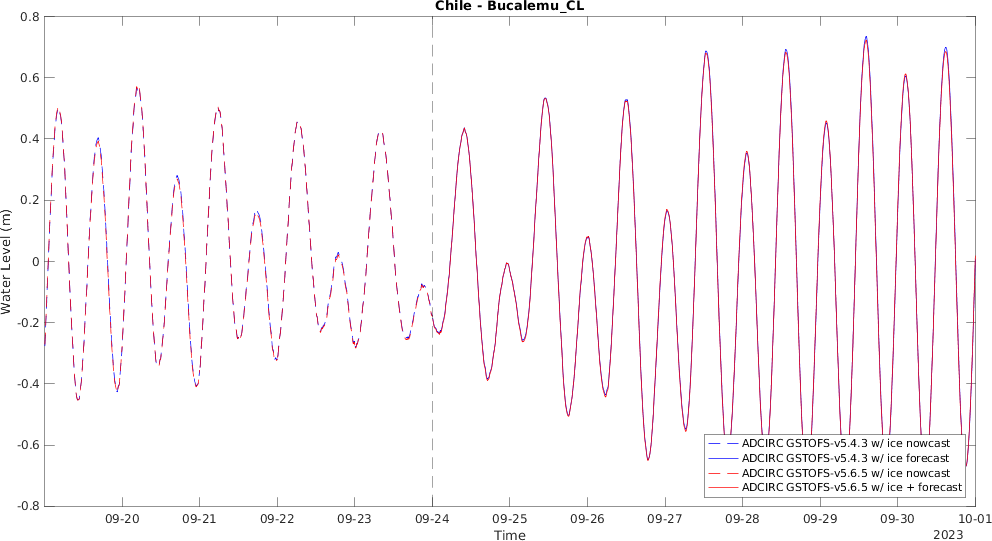 Chile - Bucalemu_CL
Water Level (m)
0.8
0.6
0.4
0.2
0
-0.2
-0.4
-0.6
-0.8
ADCIRC GSTOFS-v5.4.3 w/ ice nowcast
ADCIRC GSTOFS-v5.4.3 w/ ice forecast
ADCIRC GSTOFS-v5.6.5 w/ ice nowcast
ADCIRC GSTOFS-v5.6.5 w/ ice + forecast
09-20 09-21 09-22 09-23 09-24 09-25 09-26 09-27 09-28 09-29 09-30 10-01
Time
2023